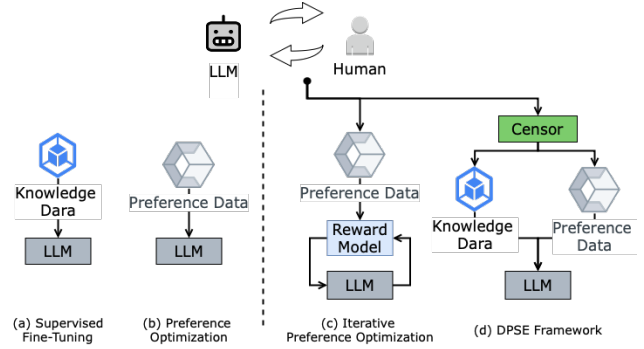 LLM
Human
Censor
Knowledge
Dara
Preference Data
Preference Data
Knowledge
Dara
Preference
Data
Reward
Model
LLM
LLM
LLM
LLM
(a) Supervised
Fine-Tuning
(b) Preference
Optimization
(c) Iterative
Preference Optimization
(d) DPSE Framework